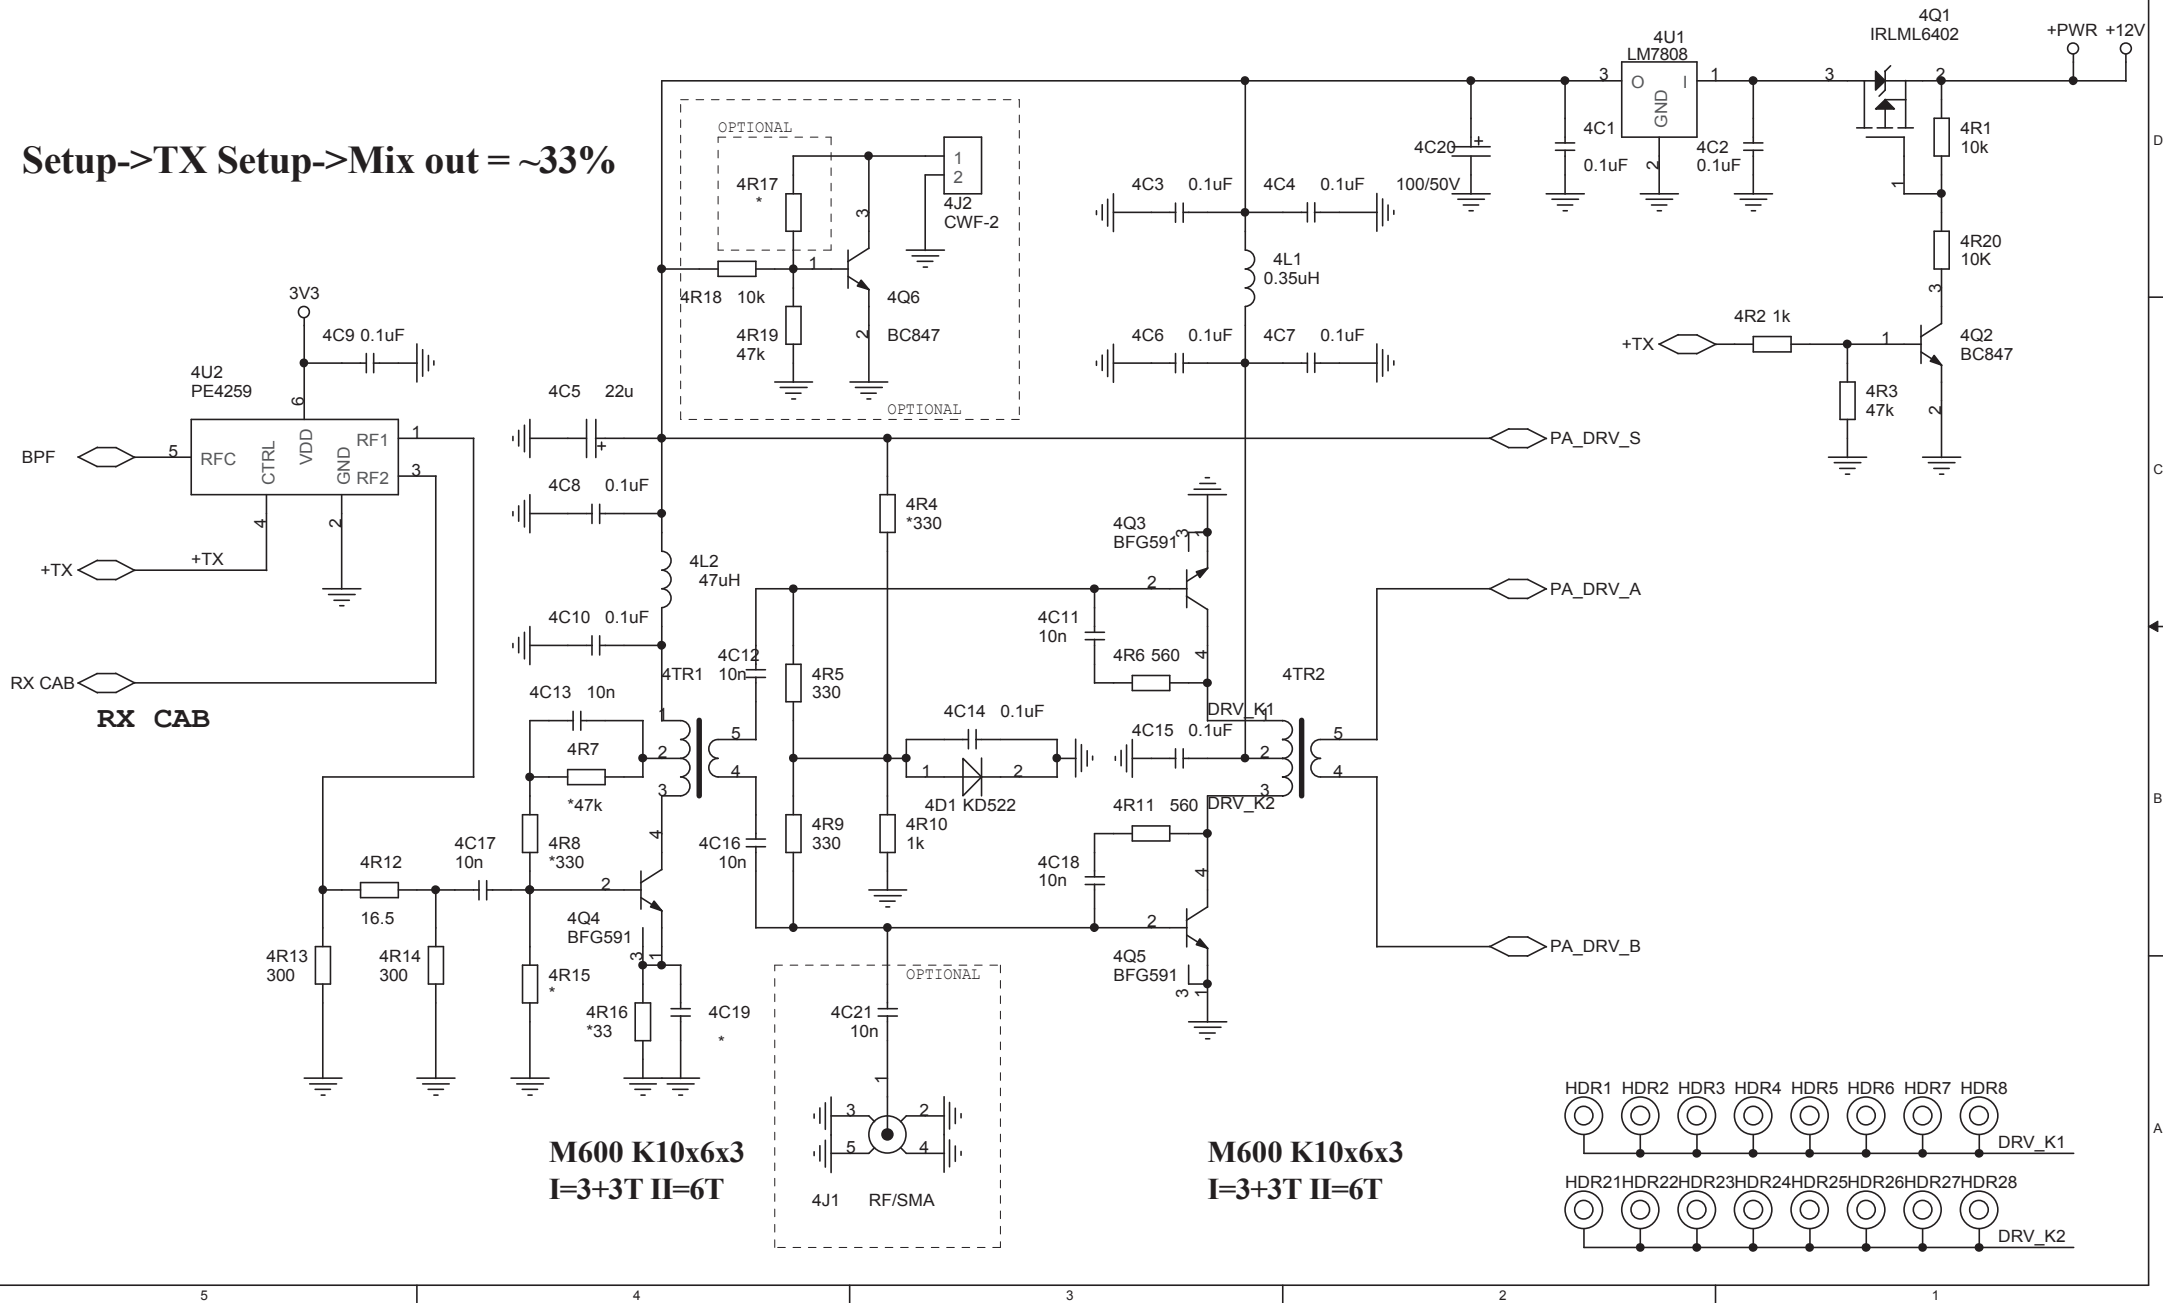 4Q1
IRLML6402
+PWR +12V
4U1
LM7808
3 O I 1
GND
2
3 2
1
4R1
10k
4C1
0.1uF
4C2
0.1uF
4C20 +
100/50V
D
Setup->TX Setup->Mix out = ~33%
OPTIONAL
4R17
*
3
1
2
4J2
CWF-2
4C3 0.1uF 4C4 0.1uF
4R20
10K
3
4L1
0.35uH
1
4R18 10k
4Q6
BC847
4R19
47k
2
OPTIONAL
4C6 0.1uF 4C7 0.1uF
4R2 1k
+TX
1
4Q2
BC847
4R3
47k
2
3V3
4C9 0.1uF
4U2
PE4259
6
4C5 22u
+
PA_DRV_S
BPF
5 RFC
CTRL
VDD
GND
RF1 1
RF2 3
4
2
C
4C8 0.1uF
4R4
*330
4Q3
BFG591
3
1
+TX
+TX
4L2
47uH
2
PA_DRV_A
4C10 0.1uF
4C11
10n
4R6 560
4
RX CAB
RX CAB
4C12
10n
4TR1
4R5
330
4TR2
4C13 10n
1
4C14 0.1uF
DRV_K1
1
4C15 0.1uF
4R7
*47k
2
5
4
2
5
4
3
1 2
4D1 KD522
4R11 560
DRV_K2
3
B
4R8
*330
4
4C16
10n
4R9
330
4R10
1k
4C17
10n
4R12
16.5
2
4C18
10n
4
4Q4
BFG591
3
1
2
4Q5
BFG591
3
1
PA_DRV_B
4R13
300
4R14
300
4R15
*
4R16
*33
4C19
*
OPTIONAL
4C21
10n
1
3 2
5 4
4J1 RF/SMA
M600 K10x6x3
I=3+3T II=6T
M600 K10x6x3
I=3+3T II=6T
HDR1 HDR2 HDR3 HDR4 HDR5 HDR6 HDR7 HDR8
DRV_K1
A
HDR21 HDR22 HDR23 HDR24 HDR25 HDR26 HDR27 HDR28
DRV_K2
5 4 3 2 1